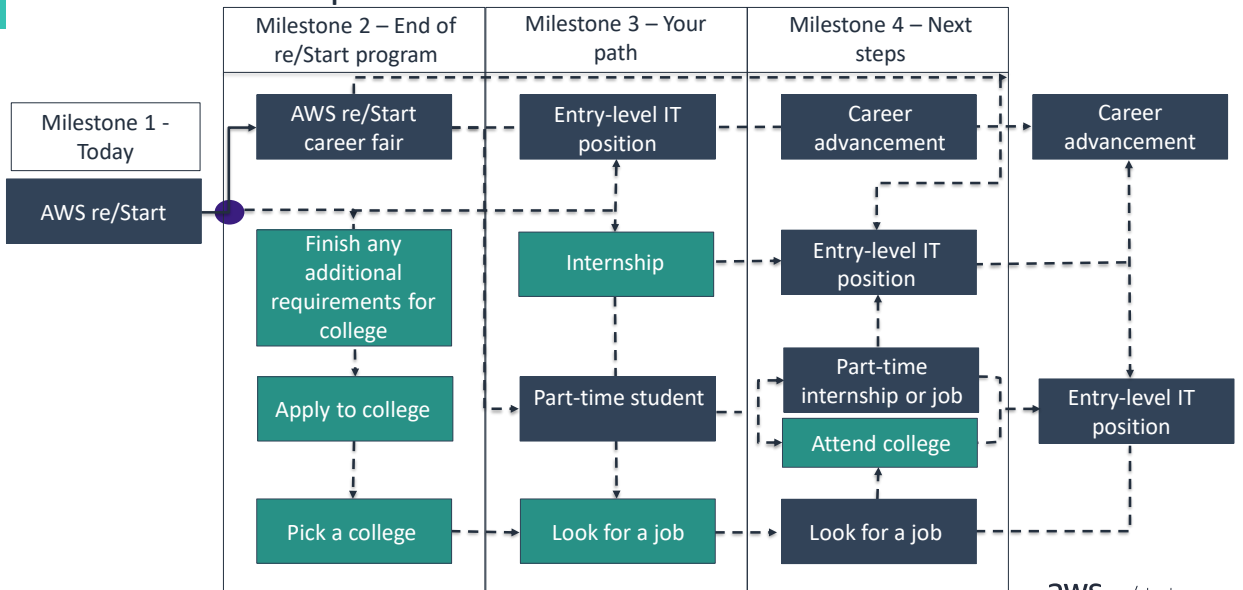 Milestone 2 – End of
re/Start program
Milestone 3 – Your
path
Milestone 4 – Next
steps
Milestone 1 -
Today
AWS re/Start
AWS re/Start
career fair
Entry-level IT
position
Career
advancement
Career
advancement
Finish any
additional
requirements for
college
Internship
Entry-level IT
position
Apply to college
Part-time student
Part-time
internship or job
Attend college
Entry-level IT
position
Pick a college
Look for a job
Look for a job
aws